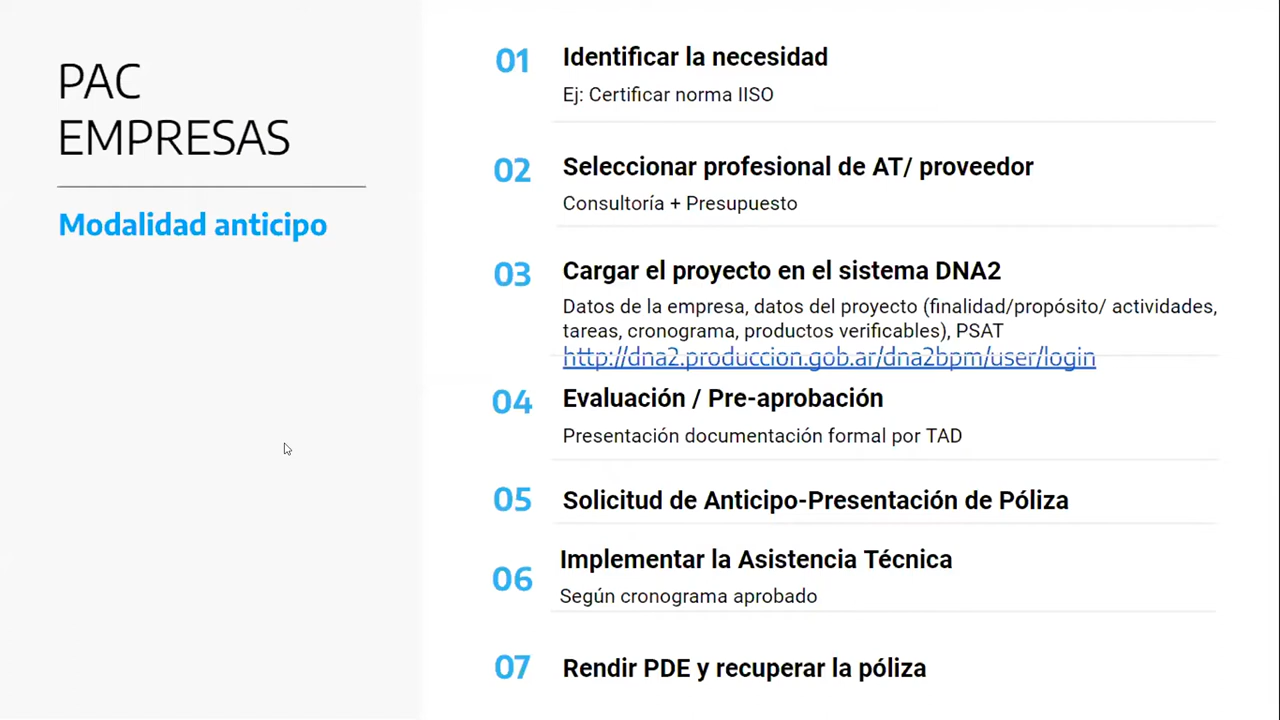 PAC
EMPRESAS
Modalidad anticipo
01 Identificar la necesidad
Ej: Certificar norma IISO
02 Seleccionar profesional de AT/ proveedor
Consultoría + Presupuesto
03 Cargar el proyecto en el sistema DNA2
Datos de la empresa, datos del proyecto (finalidad/propósito/ actividades,
tareas, cronograma, productos verificables), PSAT
http://dna2.produccion.gob.ar/dna2bpm/user/login
04 Evaluación / Pre-aprobación
Presentación documentación formal por TAD
05 Solicitud de Anticipo-Presentación de Póliza
06 Implementar la Asistencia Técnica
Según cronograma aprobado
07 Rendir PDE y recuperar la póliza